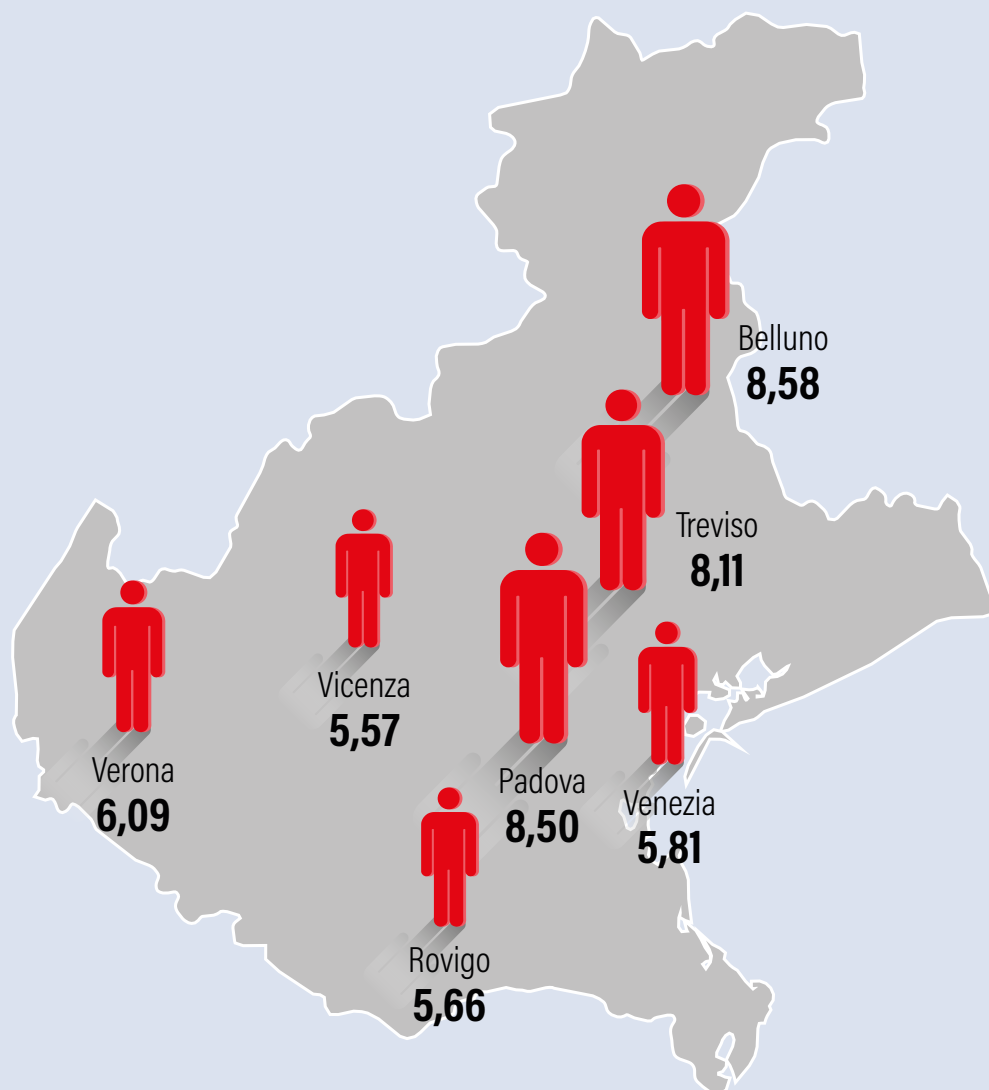 Belluno
8,58
Treviso
8,11
Vicenza
5,57
Verona
6,09
Padova
8,50
Venezia
5,81
Rovigo
5,66